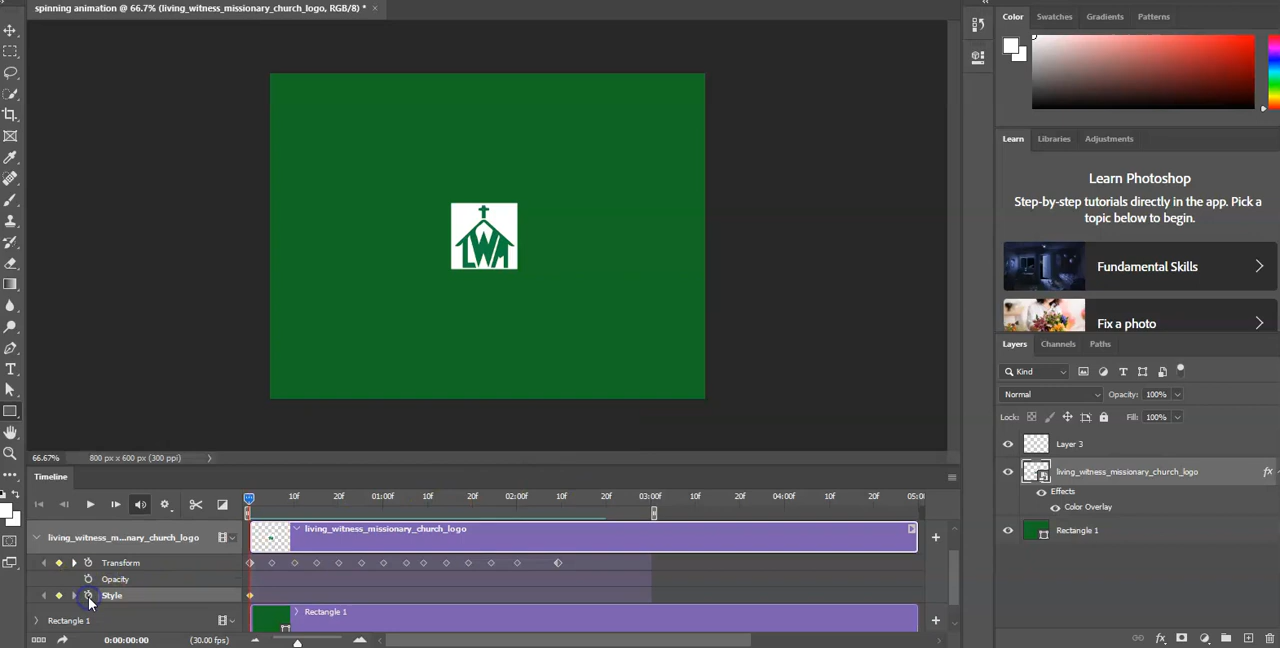 spinning animation @ 66.7% (living_witness_missionary_church_logo, RGB/8) * ×
Color Swatches Gradients Patterns
LWM
Learn Libraries Adjustments
Learn Photoshop
Step-by-step tutorials directly in the app. Pick a
topic below to begin.
Fundamental Skills
Fix a photo
Layers Channels Paths
Kind
Normal Opacity: 100%
Lock: Fill: 100%
Layer 3
living_witness_missionary_church_logo fx
Effects
Color Overlay
Rectangle 1
66.67% 800 px x 600 px (300 ppi)
Timeline
10f 20f 01:00f 10f 20f 02:00f 10f 20f 03:00f 10f 20f 04:00f 10f 20f 05:0
living_witness_m...nary_church_logo living_witness_missionary_church_logo
Transform
Opacity
Style
Rectangle 1 Rectangle 1
0:00:00:00 (30.00 fps) fx